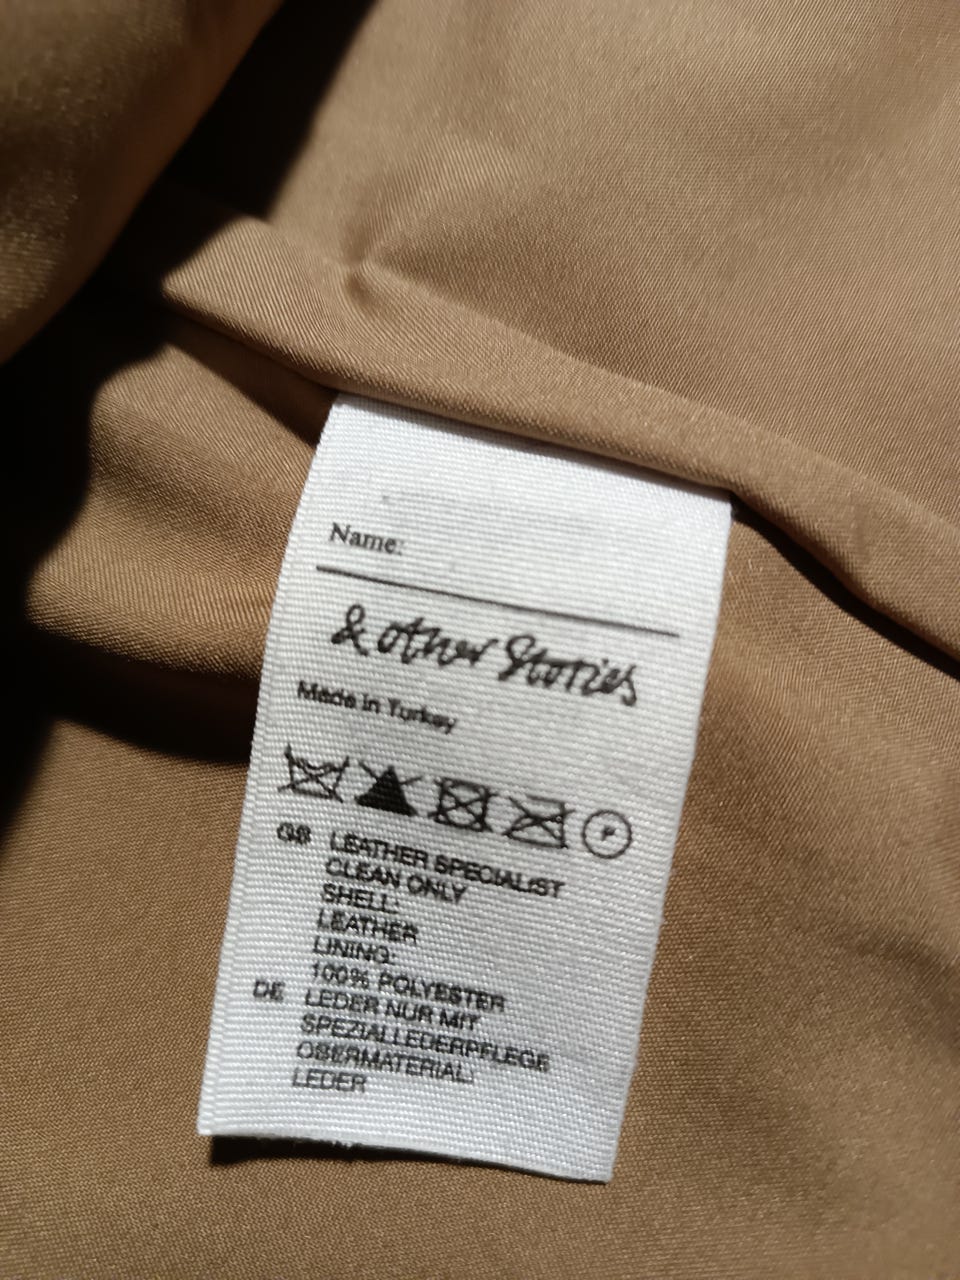 Name:
& other Stories
Made in Turkey
P
GB LEATHER SPECIALIST
CLEAN ONLY
SHELL:
LEATHER
LINING:
100% POLYESTER
DE LEDER NUR MIT
SPEZIALLEDERPFLEGE
OBERMATERIAL:
LEDER